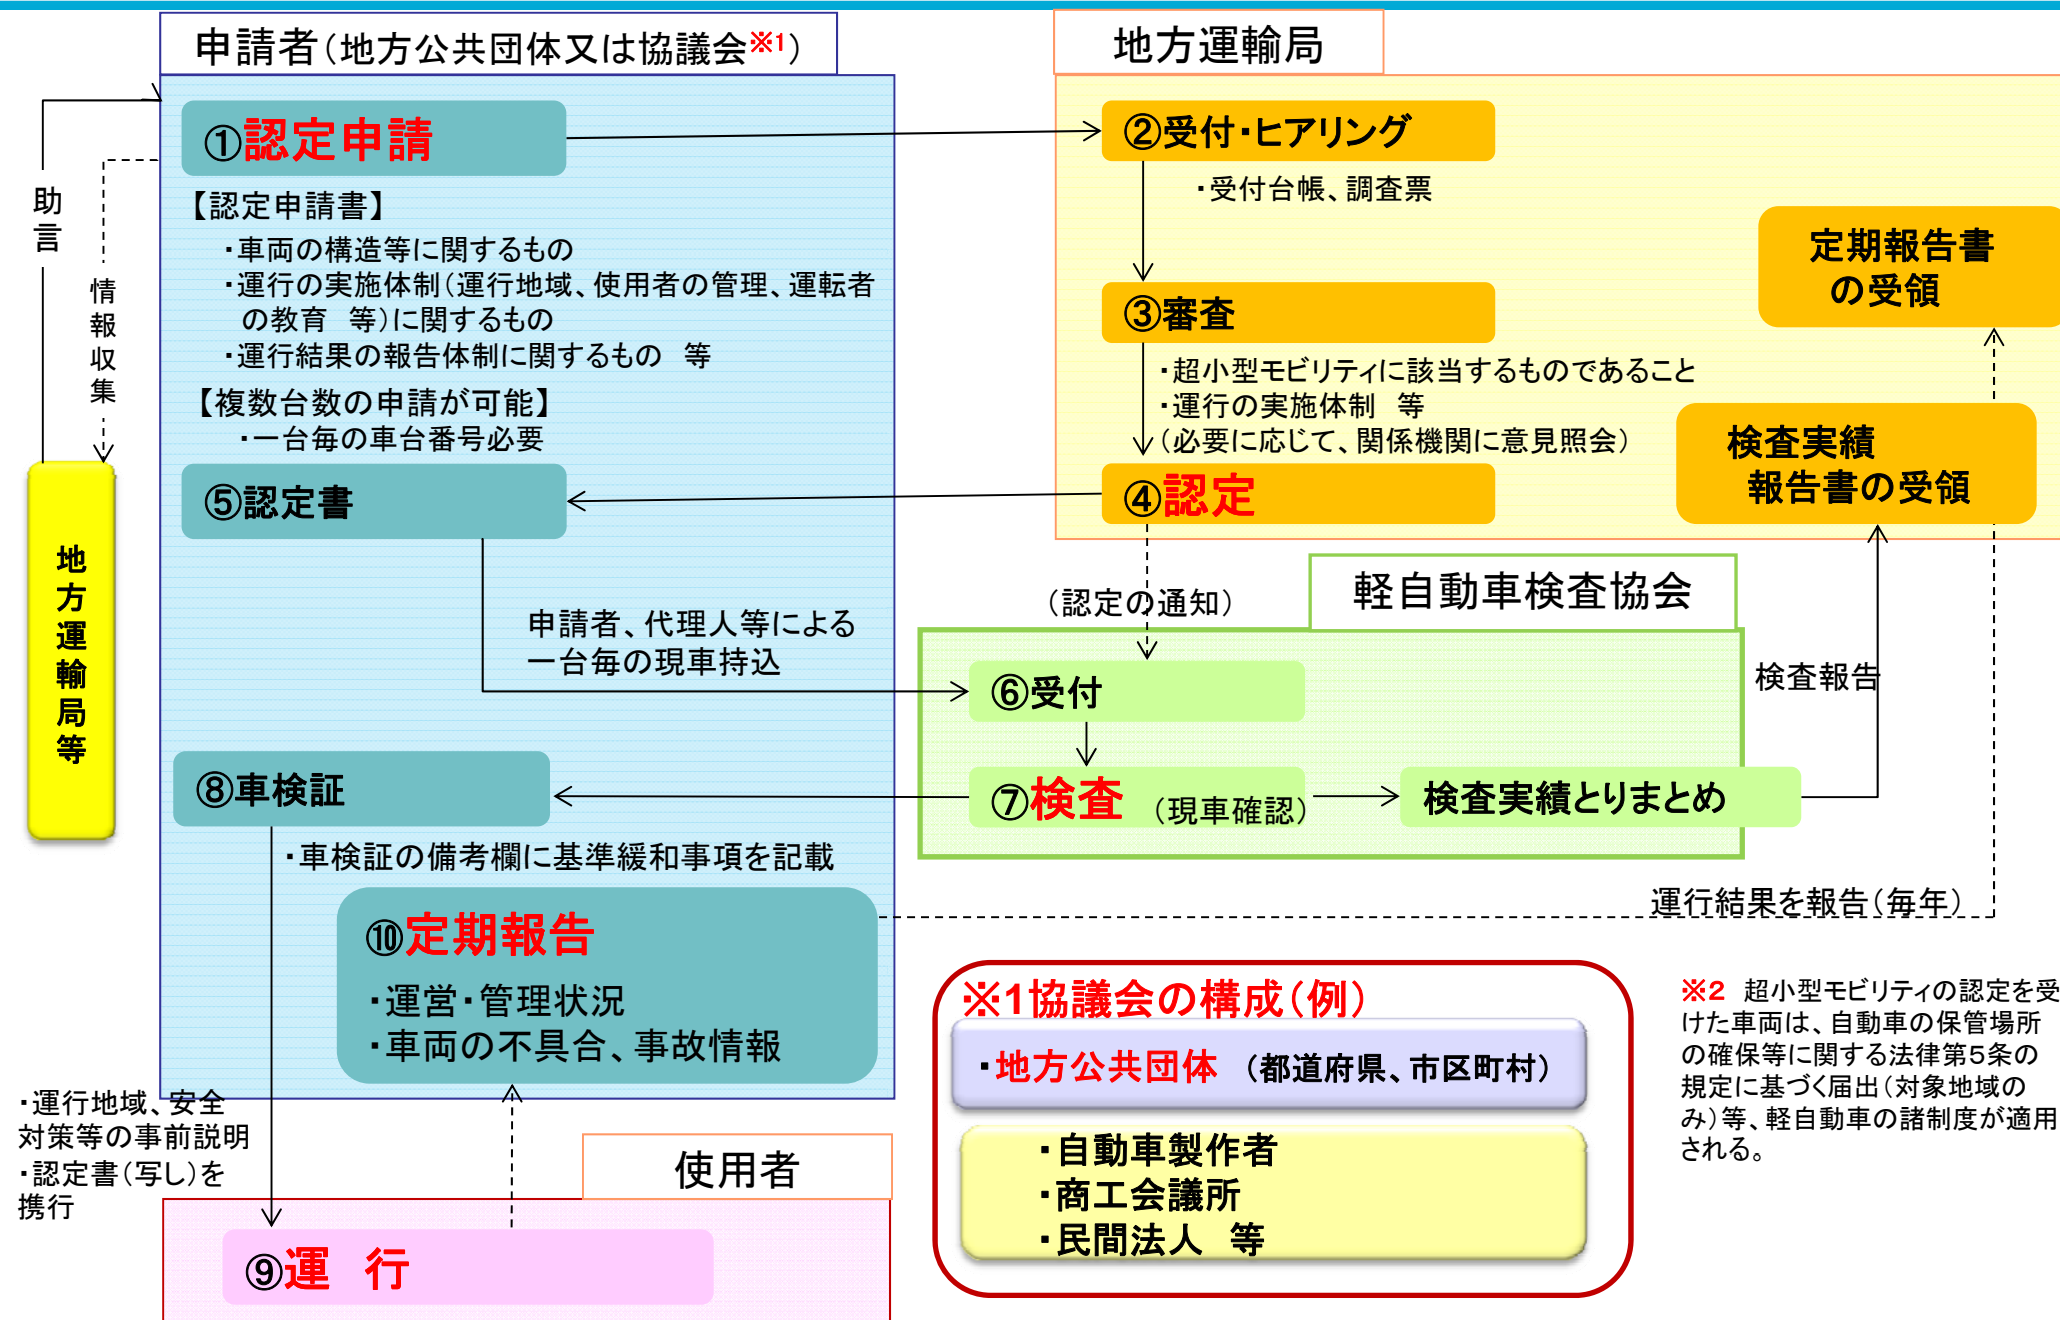 申請者（地方公共団体又は協議会※1）
地方運輸局
①認定申請
【認定申請書】
・車両の構造等に関するもの
・運行の実施体制（運行地域、使用者の管理、運転者
の教育　等）に関するもの
・運行結果の報告体制に関するもの　等
【複数台数の申請が可能】
・一台毎の車台番号必要
助言
情報収集
地方運輸局等
②受付・ヒアリング
・受付台帳、調査票
③審査
・超小型モビリティに該当するものであること
・運行の実施体制　等
（必要に応じて、関係機関に意見照会）
④認定
定期報告書
の受領
検査実績
報告書の受領
⑤認定書
申請者、代理人等による
一台毎の現車持込
（認定の通知）
軽自動車検査協会
⑥受付
⑦検査（現車確認）
検査実績とりまとめ
検査報告
⑧車検証
・車検証の備考欄に基準緩和事項を記載
⑩定期報告
・運営・管理状況
・車両の不具合、事故情報
運行結果を報告（毎年）
・運行地域、安全
対策等の事前説明
・認定書（写し）を
携行
使用者
⑨運　行
※1協議会の構成（例）
・地方公共団体　（都道府県、市区町村）
・自動車製作者
・商工会議所
・民間法人　等
※2　超小型モビリティの認定を受
けた車両は、自動車の保管場所
の確保等に関する法律第5条の
規定に基づく届出（対象地域の
み）等、軽自動車の諸制度が適用
される。